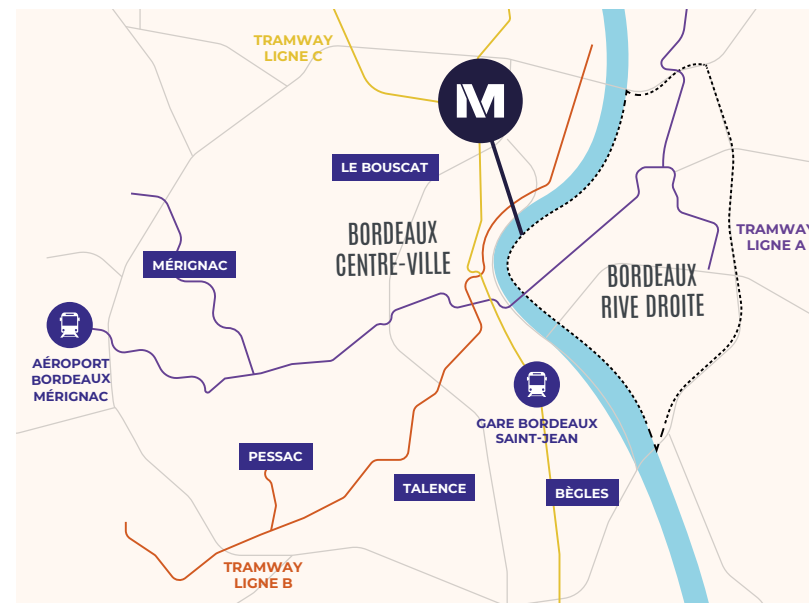 TRAMWAY
LIGNE C
M
LE BOUSCAT
BORDEAUX
CENTRE-VILLE
TRAMWAY
LIGNE A
MÉRIGNAC
BORDEAUX
RIVE DROITE
AÉROPORT
BORDEAUX
MÉRIGNAC
GARE BORDEAUX
SAINT-JEAN
PESSAC
TALENCE
BÈGLES
TRAMWAY
LIGNE B